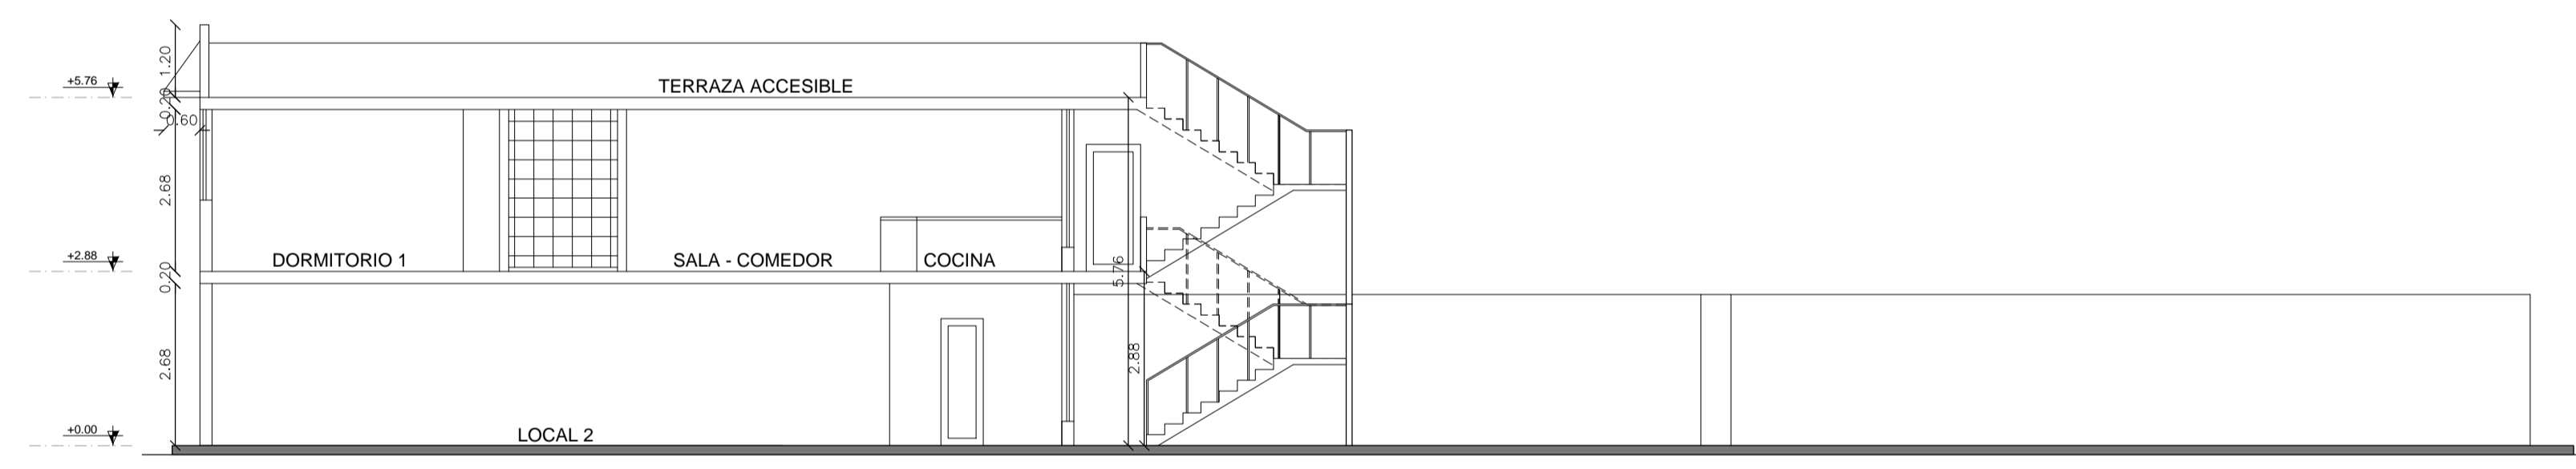 1.20
+5.76
TERRAZA ACCESIBLE
0.20
0.60
2.68
+2.88
DORMITORIO 1
SALA - COMEDOR
COCINA
0.20
5.76
2.68
2.88
+0.00
LOCAL 2